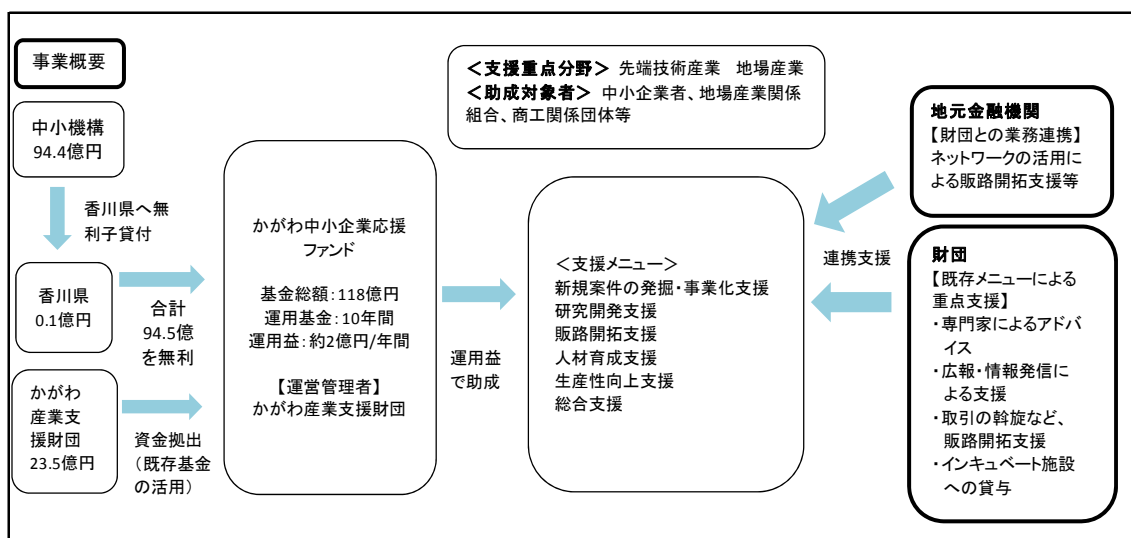 事業概要
中小機構
94.4億円
香川県へ無
利子貸付
香川県
0.1億円
合計
94.5億
を無利
かがわ
産業支
援財団
23.5億円
資金拠出
(既存基金
の活用)
かがわ中小企業応援
ファンド
基金総額:118億円
運用基金:10年間
運用益:約2億円/年間
【運営管理者】
かがわ産業支援財団
運用益
で助成
<支援重点分野> 先端技術産業 地場産業
<助成対象者> 中小企業者、地場産業関係
組合、商工関係団体等
<支援メニュー>
新規案件の発掘・事業化支援
研究開発支援
販路開拓支援
人材育成支援
生産性向上支援
総合支援
連携支援
地元金融機関
【財団との業務連携】
ネットワークの活用に
よる販路開拓支援等
財団
【既存メニューによる
重点支援】
・専門家によるアドバ
イス
・広報・情報発信に
よる支援
・取引の斡旋など、
販路開拓支援
・インキュベート施設
への貸与